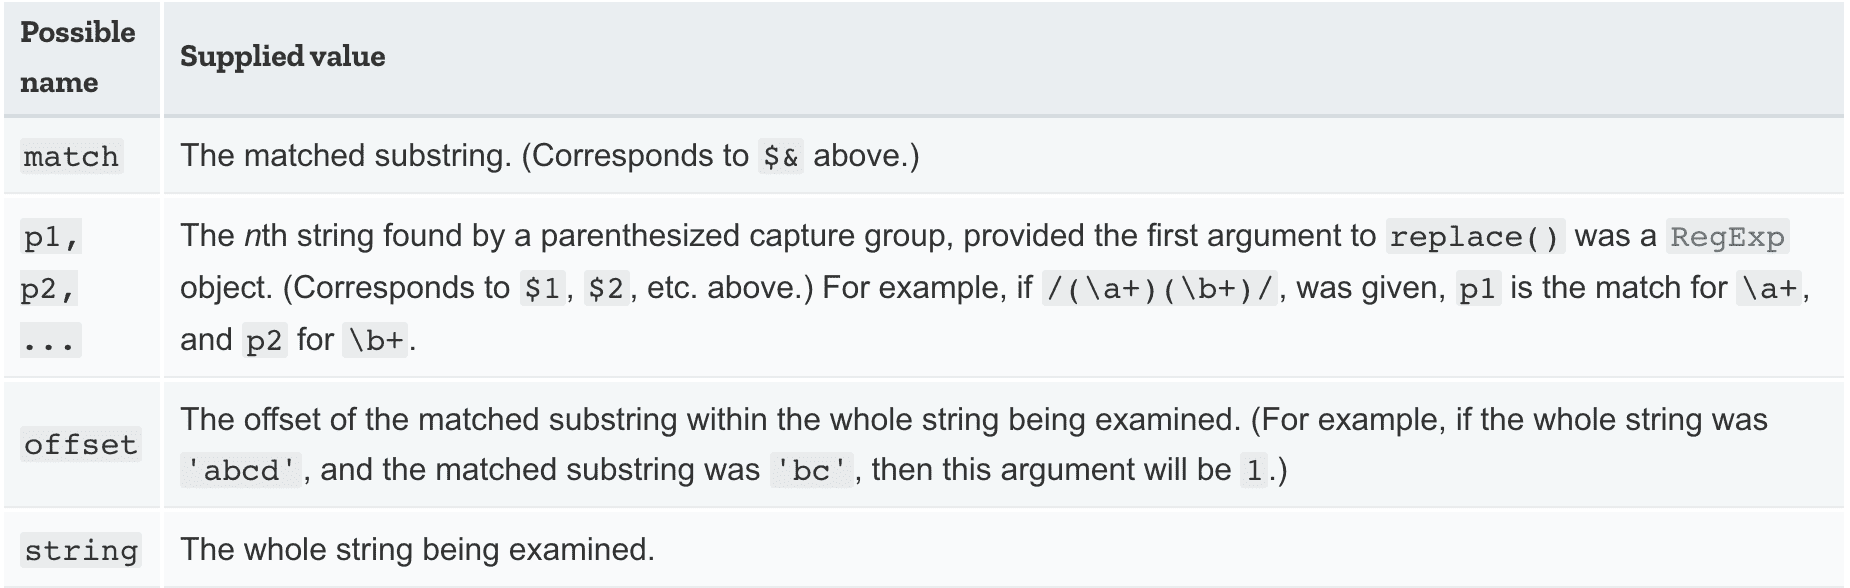 Possible
name
Supplied value
match
The matched substring. (Corresponds to $& above.)
p1,
p2,
...
The nth string found by a parenthesized capture group, provided the first argument to replace() was a RegExp
object. (Corresponds to $1, $2, etc. above.) For example, if /(\a+)(\b+)/, was given, p1 is the match for \a+,
and p2 for \b+.
offset
The offset of the matched substring within the whole string being examined. (For example, if the whole string was
'abcd', and the matched substring was 'bc', then this argument will be 1.)
string
The whole string being examined.